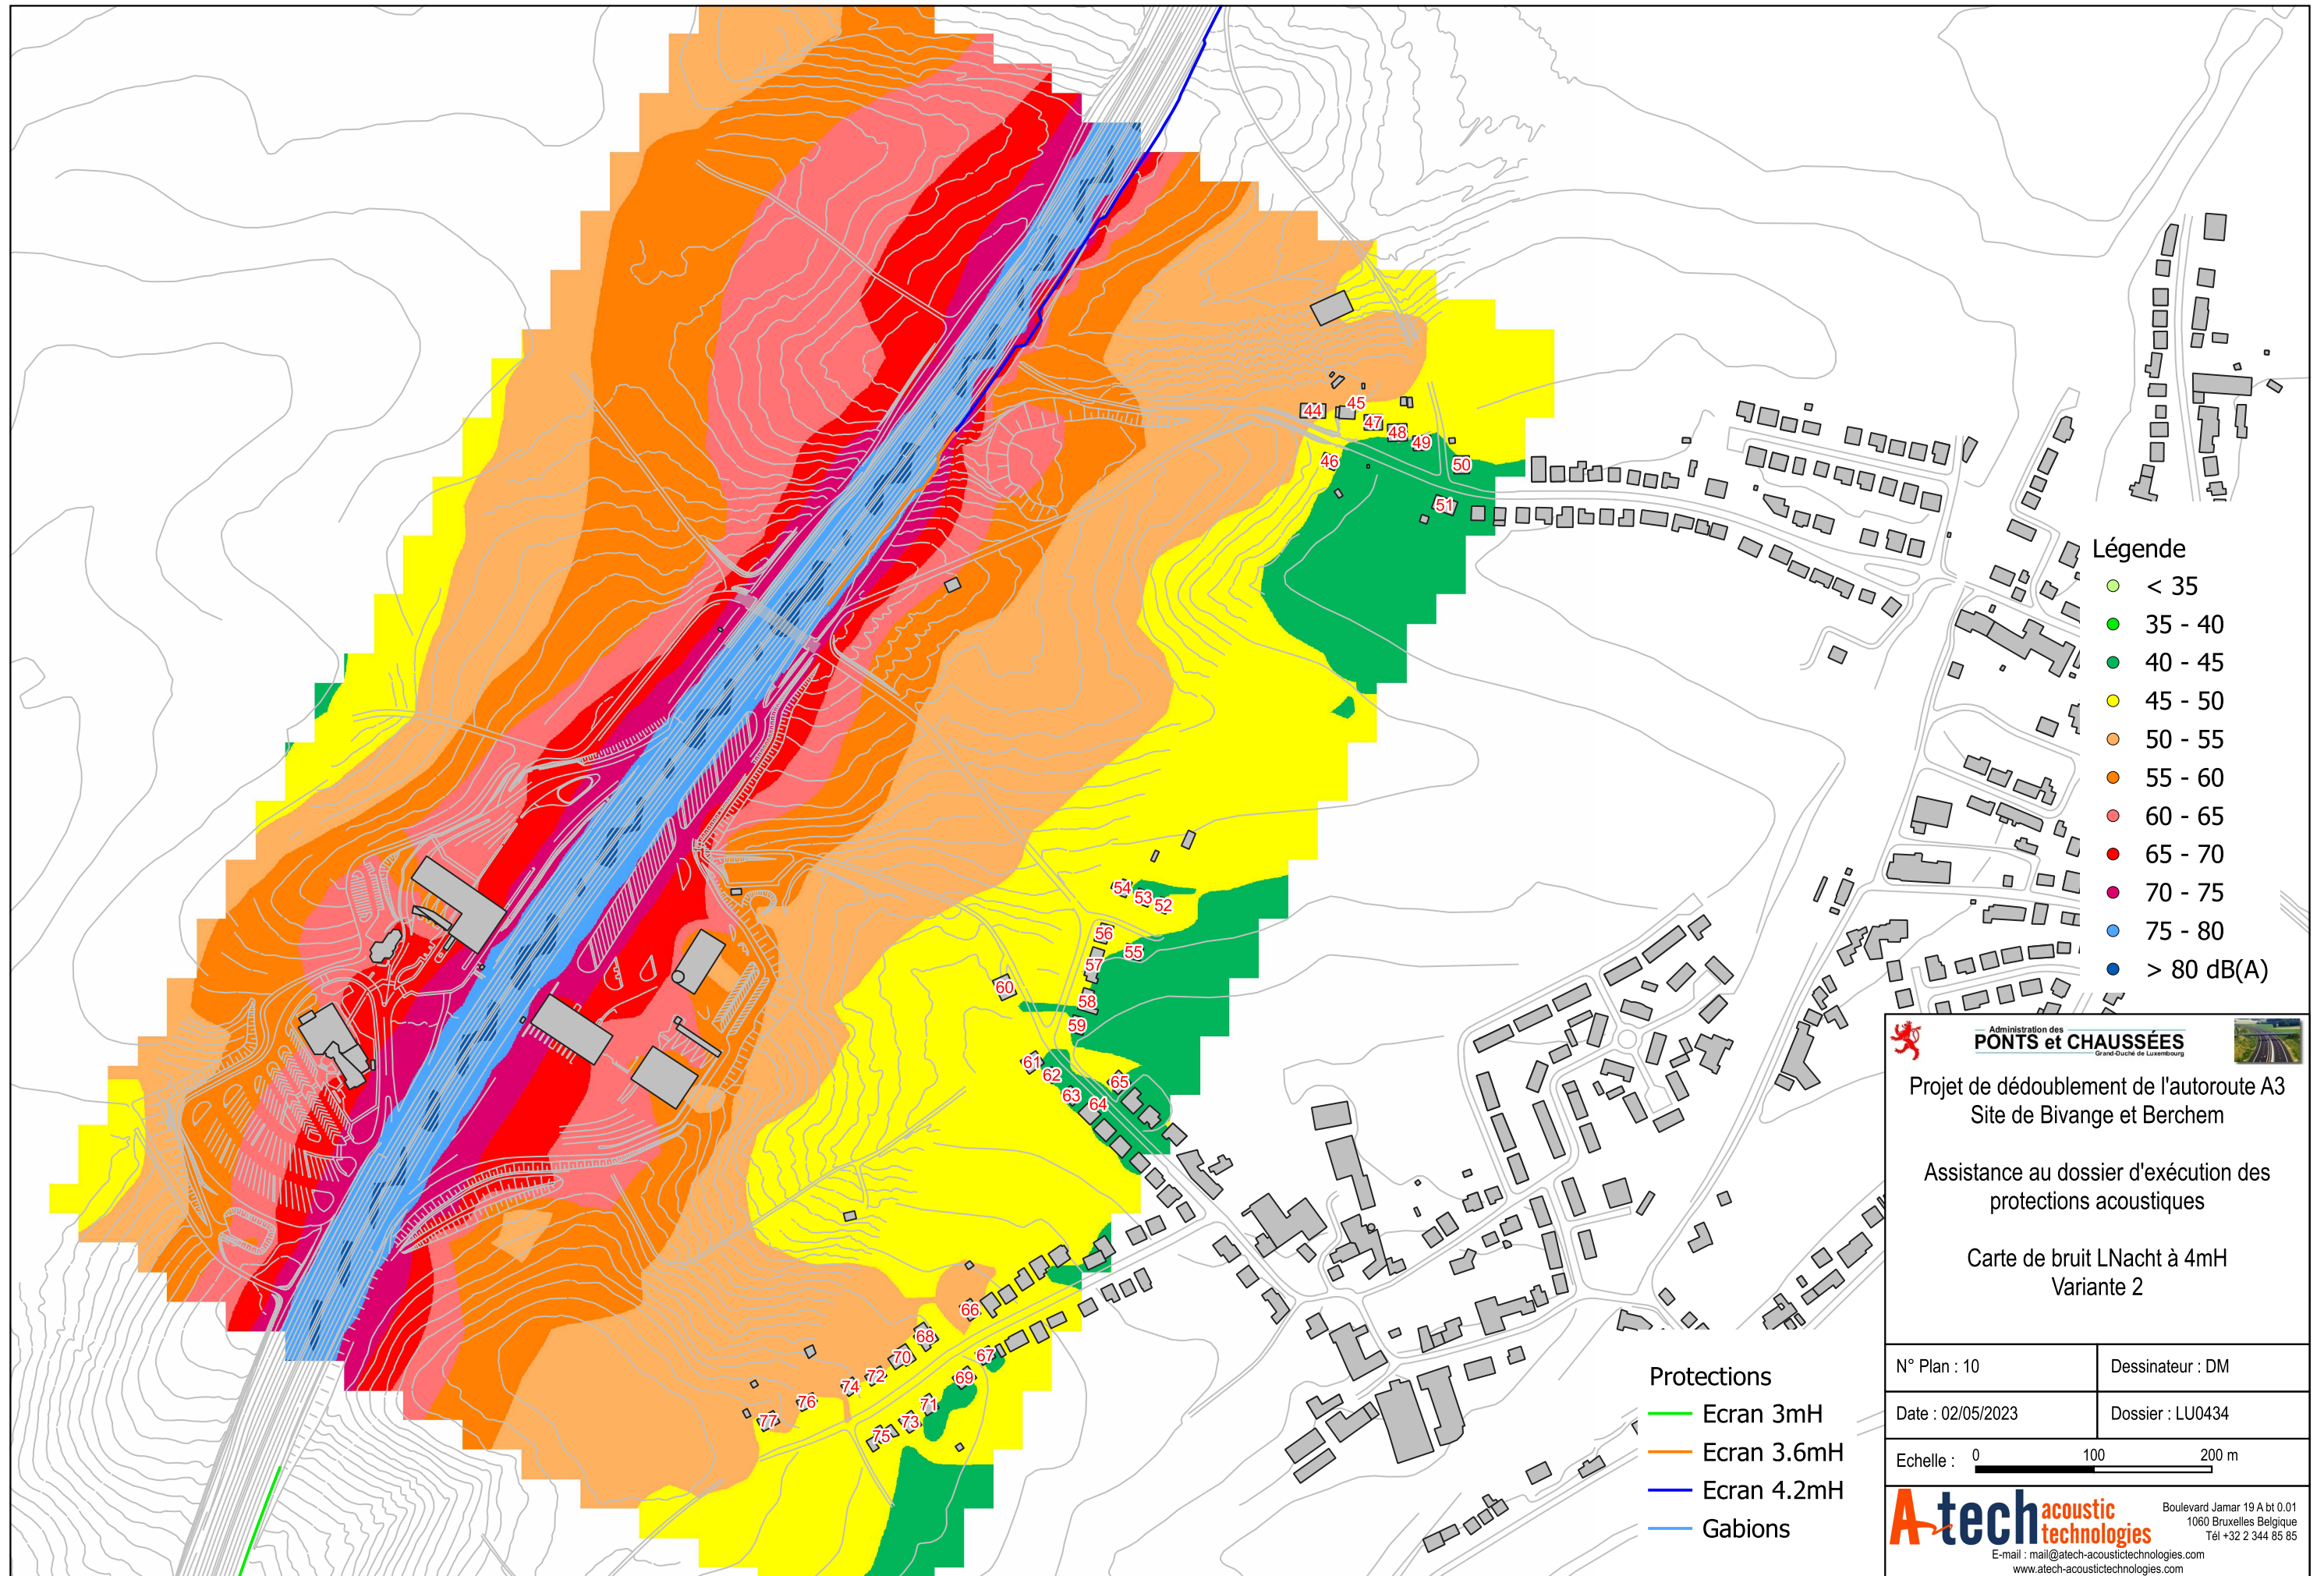 44
45
47
48
49
46
50
51
54
53
52
56
55
57
60
58
59
61
62
65
63
64
66
68
67
70
72
69
74
76
71
77
73
75
Légende
< 35
35 - 40
40 - 45
45 - 50
50 - 55
55 - 60
60 - 65
65 - 70
70 - 75
75 - 80
> 80 dB(A)
Protections
Ecran 3mH
Ecran 3.6mH
Ecran 4.2mH
Gabions
Administration des
PONTS et CHAUSSÉES
Grand-Duché de Luxembourg
Projet de dédoublement de l'autoroute A3
Site de Bivange et Berchem
Assistance au dossier d'exécution des
protections acoustiques
Carte de bruit LNacht à 4mH
Variante 2
N° Plan : 10
Dessinateur : DM
Date : 02/05/2023
Dossier : LU0434
Echelle :
0 100 200 m
A-tech acoustic
technologies
Boulevard Jamar 19 A bt 0.01
1060 Bruxelles Belgique
Tél +32 2 344 85 85
E-mail : mail@atech-acoustictechnologies.com
www.atech-acoustictechnologies.com